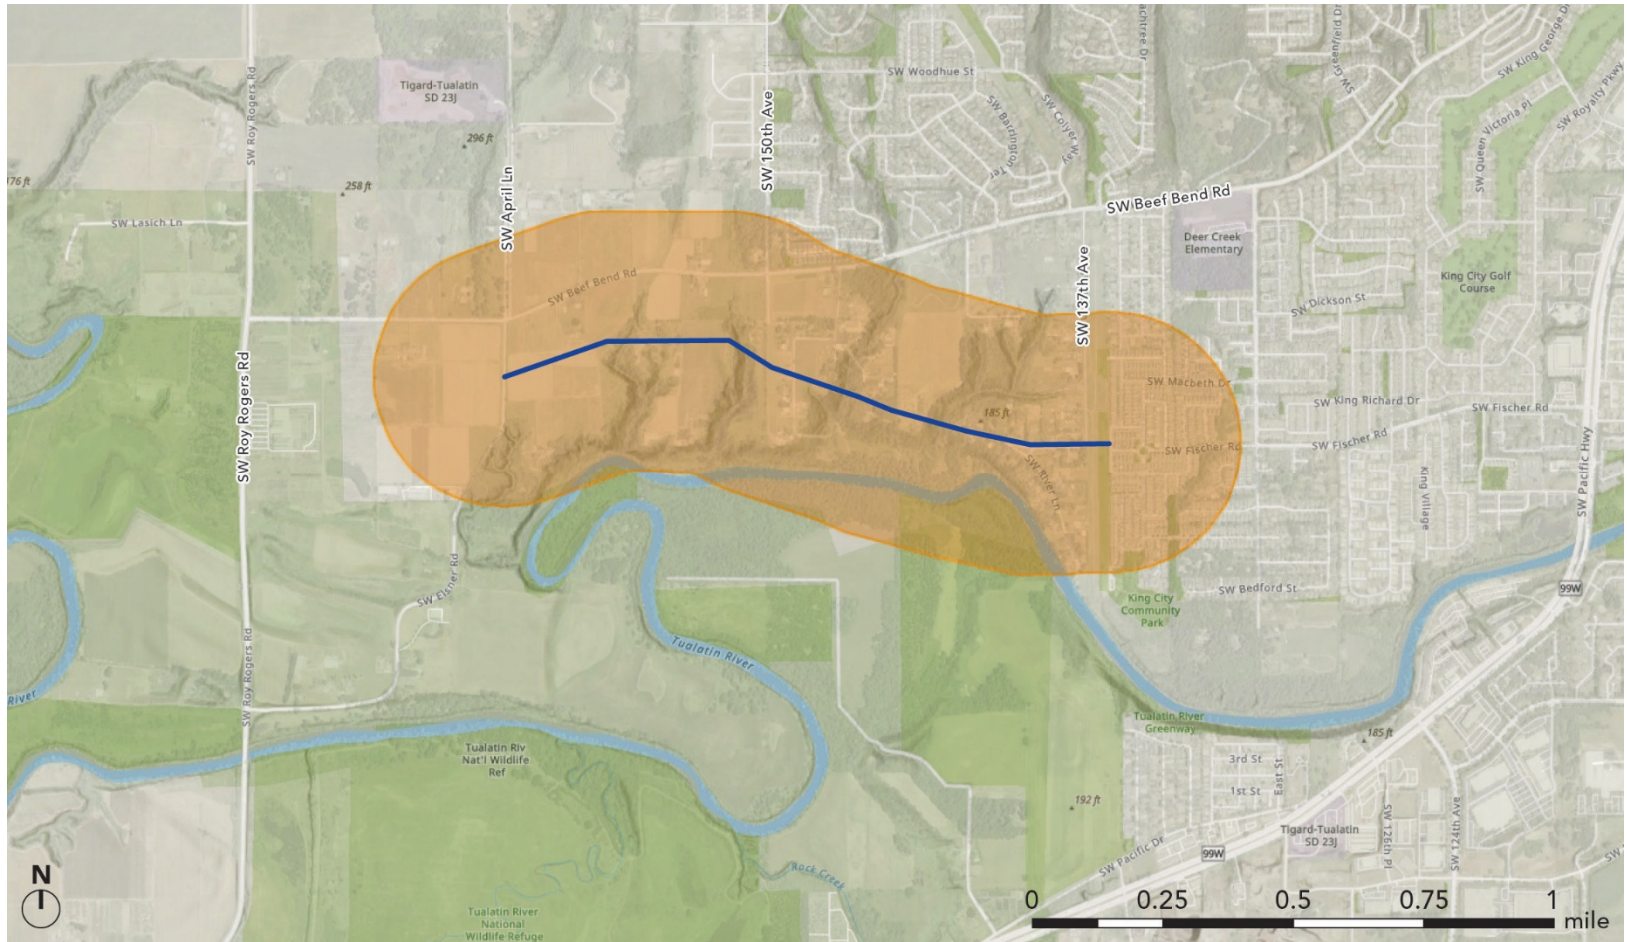 SW Roy Rogers Rd
Tigard-Tualatin
SD 23J
296 ft
258 ft
SW Lasich Ln
SW April Ln
SW 150th Ave
SW Woodhue St
SW Barrington Ter
SW Colyer Way
SW Greenfield Dr
SW King George Dr
SW Queen Victoria Pl
SW Royalty Pkwy
SW Beef Bend Rd
Deer Creek
Elementary
King City Golf
Course
SW 137th Ave
SW Dickson St
SW Beef Bend Rd
SW Roy Rogers Rd
SW Macbeth Dr
SW King Richard Dr
SW Fischer Rd
185 ft
SW Fischer Rd
SW Fischer Rd
SW River Ln
King Village
SW Pacific Hwy
SW Elsner Rd
SW Bedford St
99W
King City
Community
Park
Tualatin River
River
SW Roy Rogers Rd
Tualatin River
Greenway
185 ft
Tualatin Riv
Nat'l Wildlife
Ref
3rd St
East St
1st St
192 ft
Tigard-Tualatin
SD 23J
SW 126th Pl
SW 124th Ave
99W
SW Pacific Dr
Rock Creek
N
Tualatin River
National
Wildlife Refuge
0 0.25 0.5 0.75 1
mile